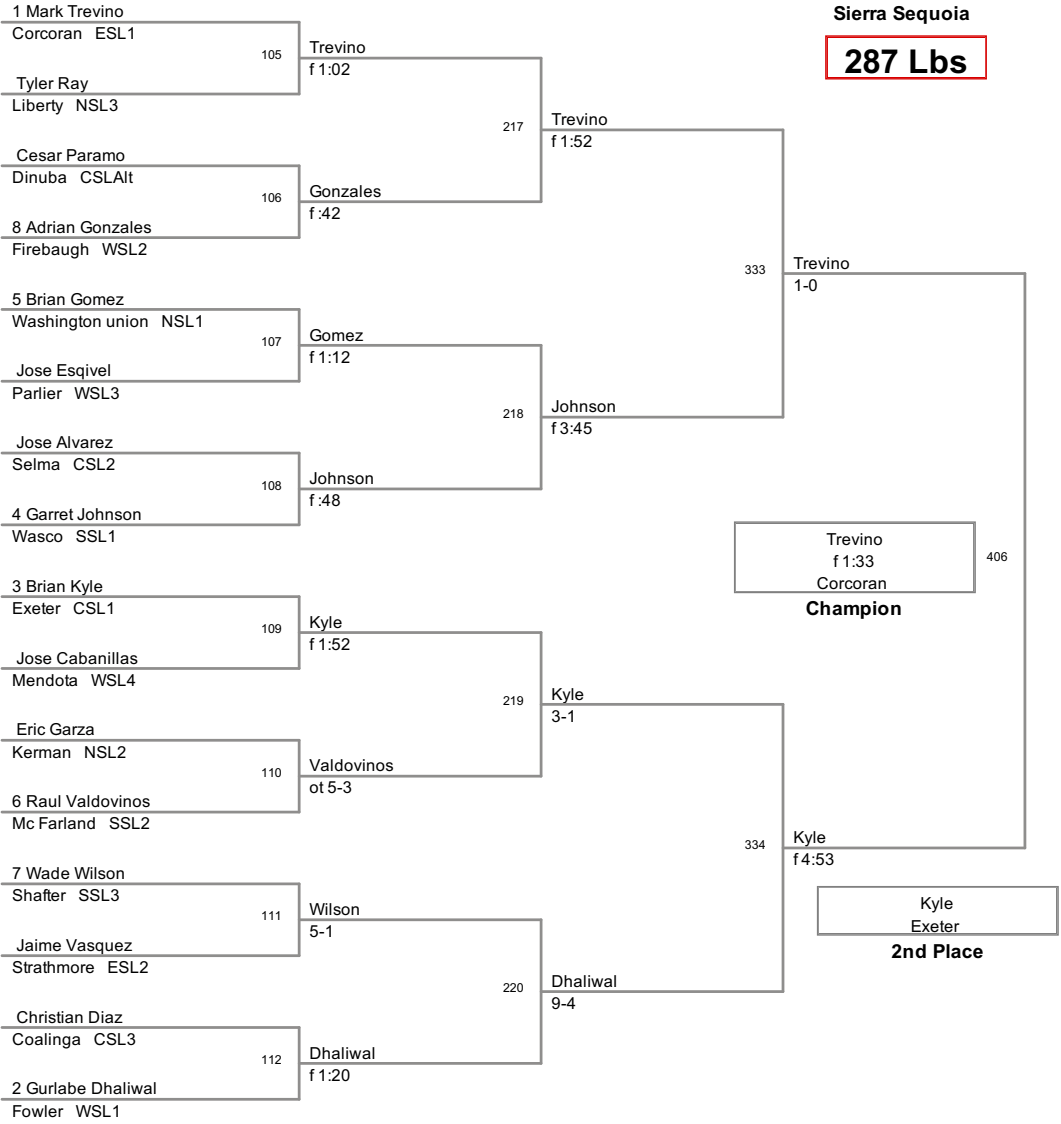 Sierra Sequoia
287 Lbs
1 Mark Trevino
Corcoran ESL1
105
Tyler Ray
Liberty NSL3
Trevino
f 1:02
Cesar Paramo
Dinuba CSLAlt
106
8 Adrian Gonzales
Firebaugh WSL2
Gonzales
f :42
217
Trevino
f 1:52
5 Brian Gomez
Washington union NSL1
107
Jose Esqivel
Parlier WSL3
Gomez
f 1:12
Jose Alvarez
Selma CSL2
108
4 Garret Johnson
Wasco SSL1
Johnson
f :48
218
Johnson
f 3:45
333
Trevino
1-0
3 Brian Kyle
Exeter CSL1
109
Jose Cabanillas
Mendota WSL4
Kyle
f 1:52
Eric Garza
Kerman NSL2
110
6 Raul Valdovinos
Mc Farland SSL2
Valdovinos
ot 5-3
219
Kyle
3-1
7 Wade Wilson
Shafter SSL3
111
Jaime Vasquez
Strathmore ESL2
Wilson
5-1
Christian Diaz
Coalinga CSL3
112
2 Gurlabe Dhaliwal
Fowler WSL1
Dhaliwal
f 1:20
220
Dhaliwal
9-4
334
Kyle
f 4:53
406
Trevino
f 1:33
Corcoran
Champion
Kyle
Exeter
2nd Place